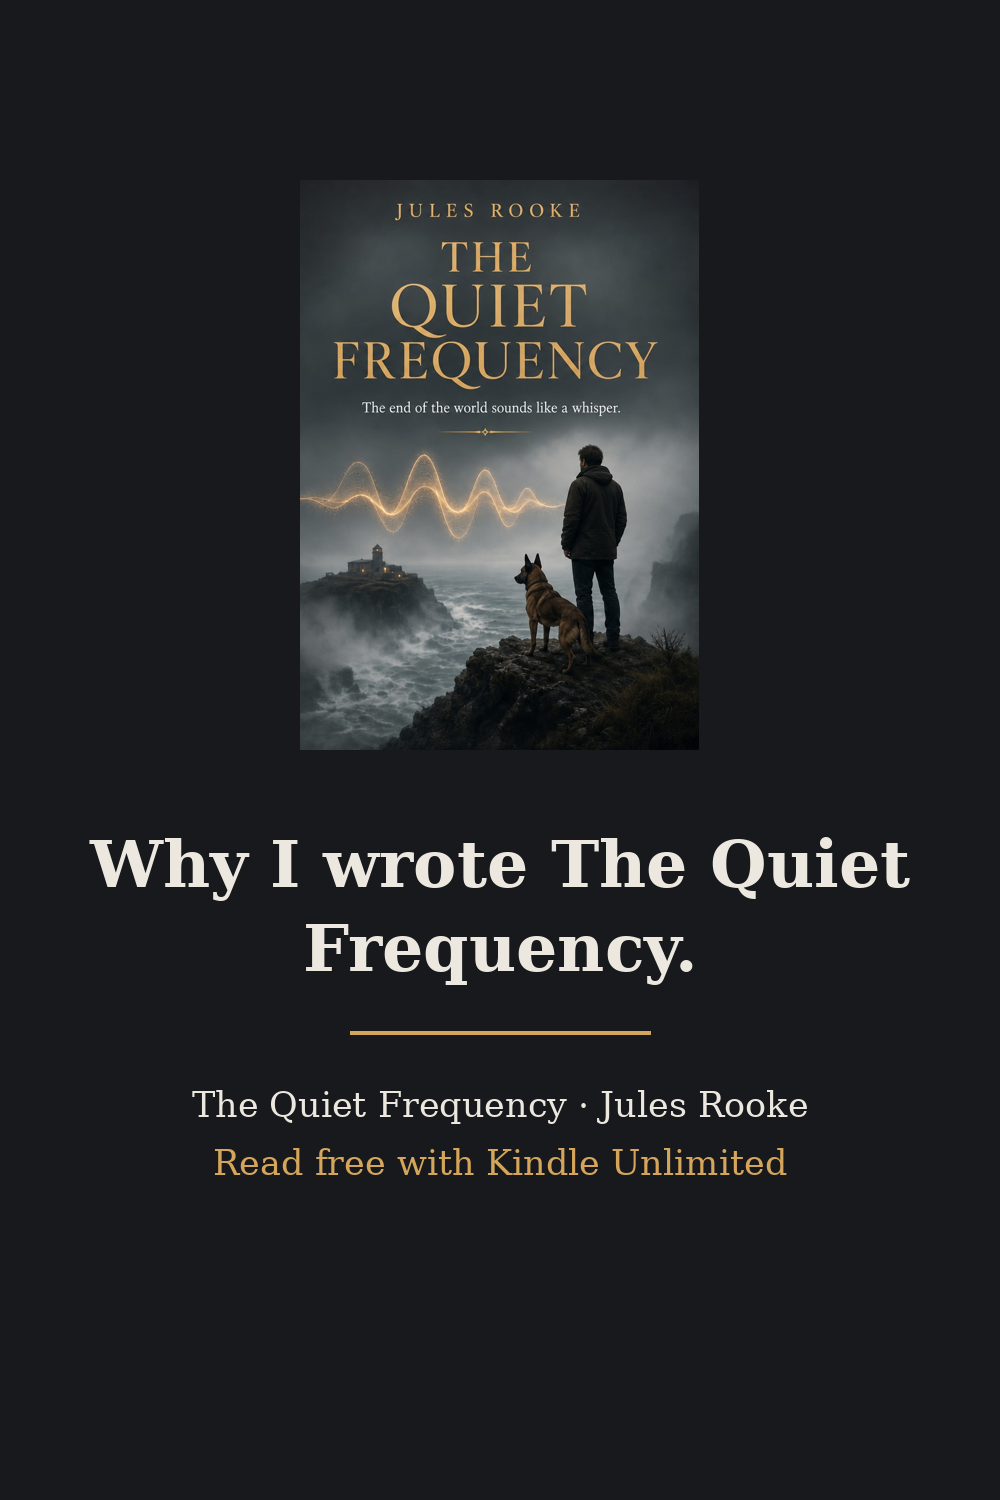 JULES ROOKE
THE
QUIET
FREQUENCY
The end of the world sounds like a whisper.
Why I wrote The Quiet
Frequency.
The Quiet Frequency · Jules Rooke
Read free with Kindle Unlimited